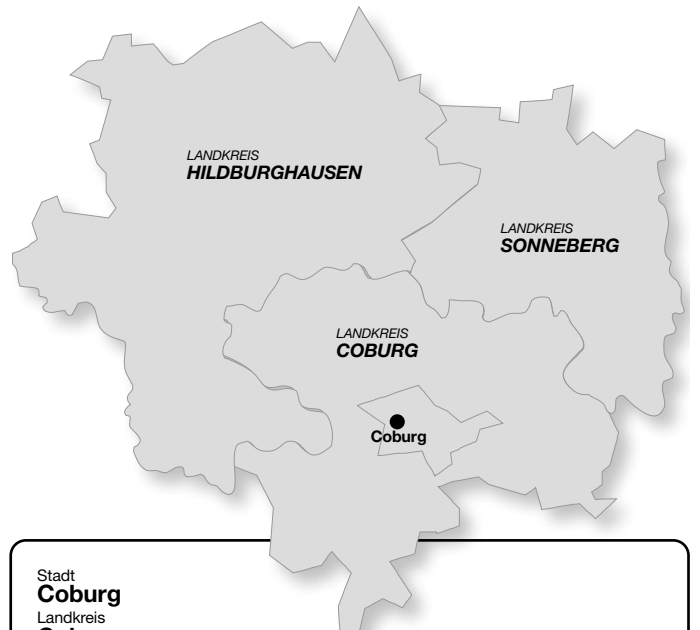 LANDKREIS
HILDBURGHAUSEN
LANDKREIS
SONNEBERG
LANDKREIS
COBURG
Coburg
Stadt
Coburg
Landkreis